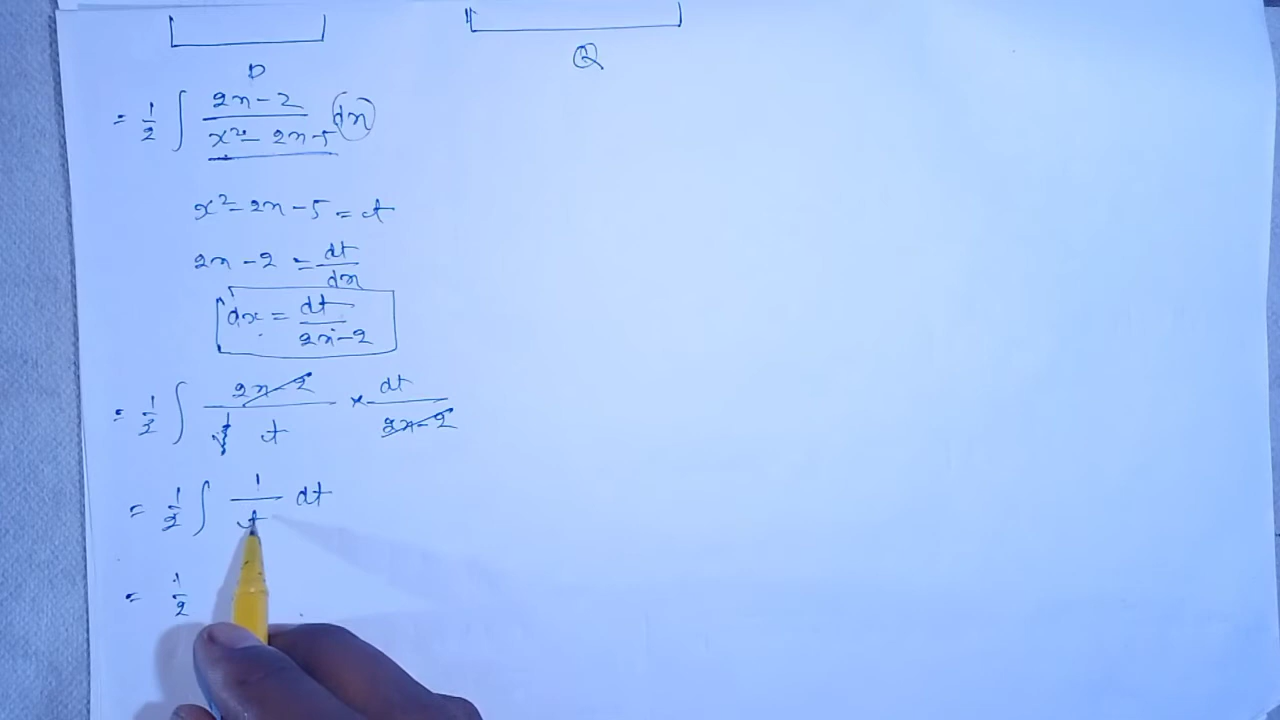 P Q
= 1/2 ∫ (2x-2)/(x²-2x-5) dx
x²-2x-5 = t
2x-2 = dt/dx
dx = dt/(2x-2)
= 1/2 ∫ (2x-2)/t × dt/(2x-2)
= 1/2 ∫ 1/t dt
= 1/2